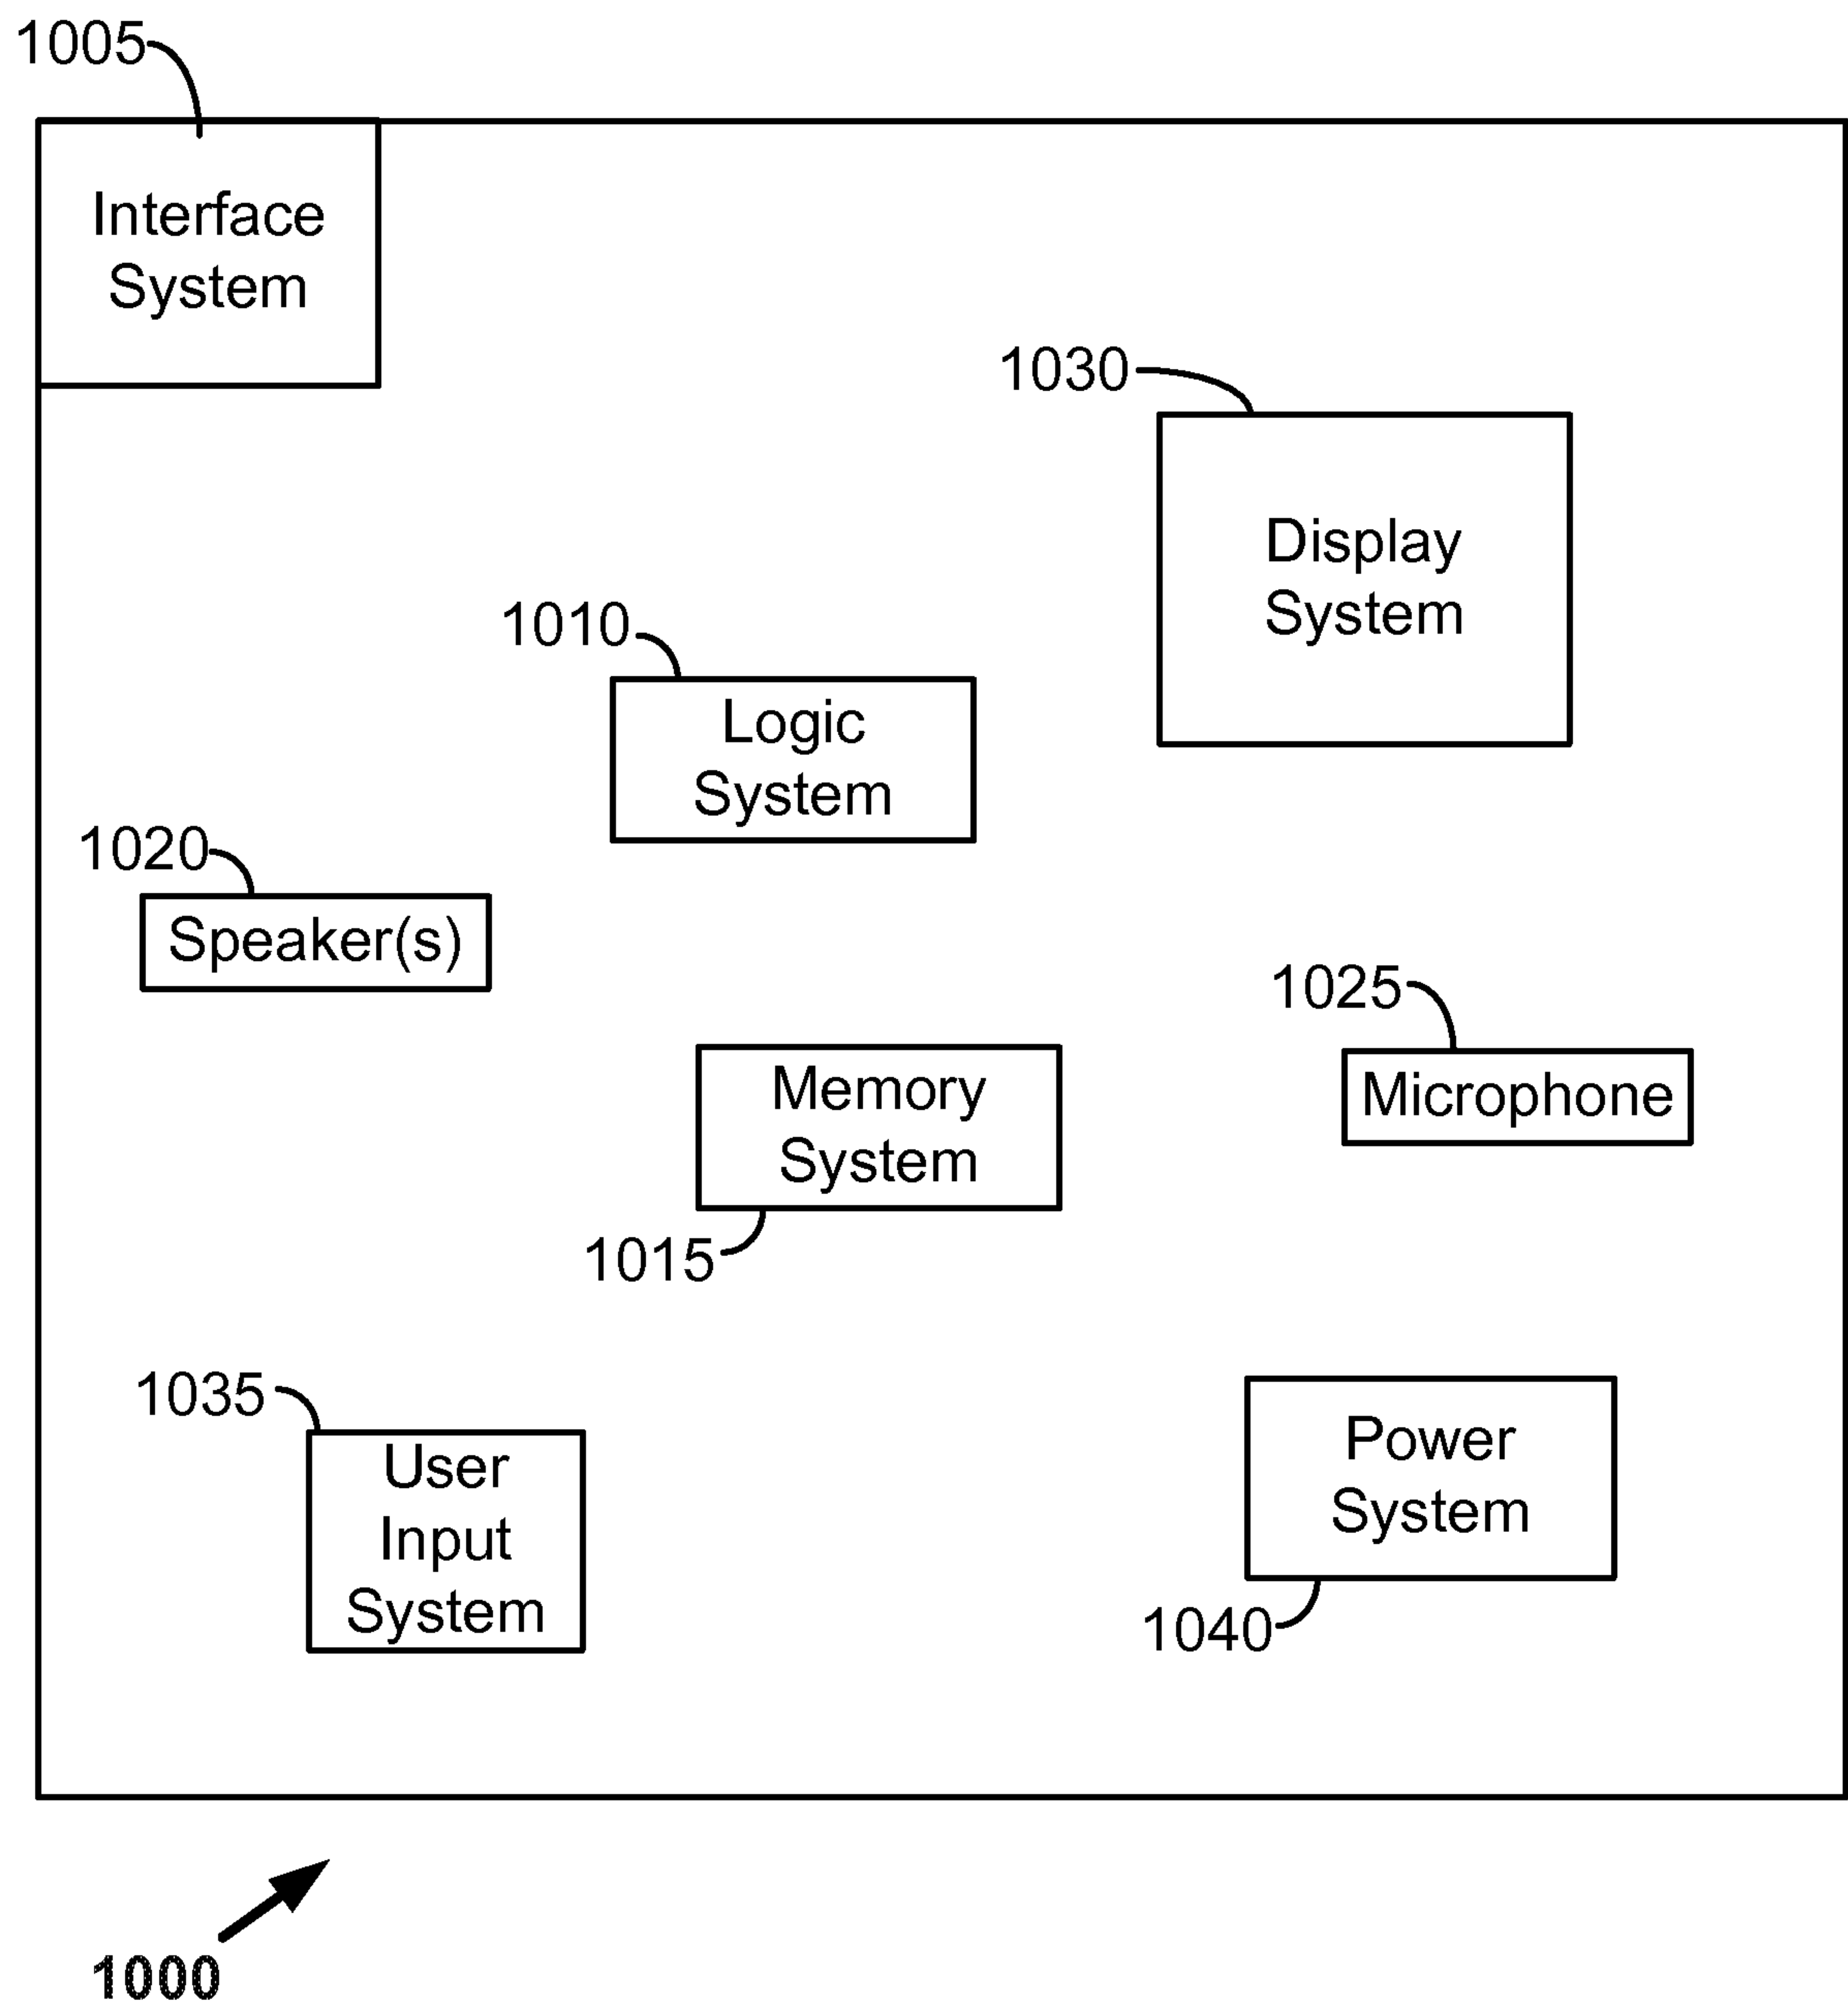 1005
Interface
System
1030
Display
System
1010
Logic
System
1020
Speaker(s)
1025
Microphone
Memory
System
1015
1035
User
Input
System
Power
System
1040
1000